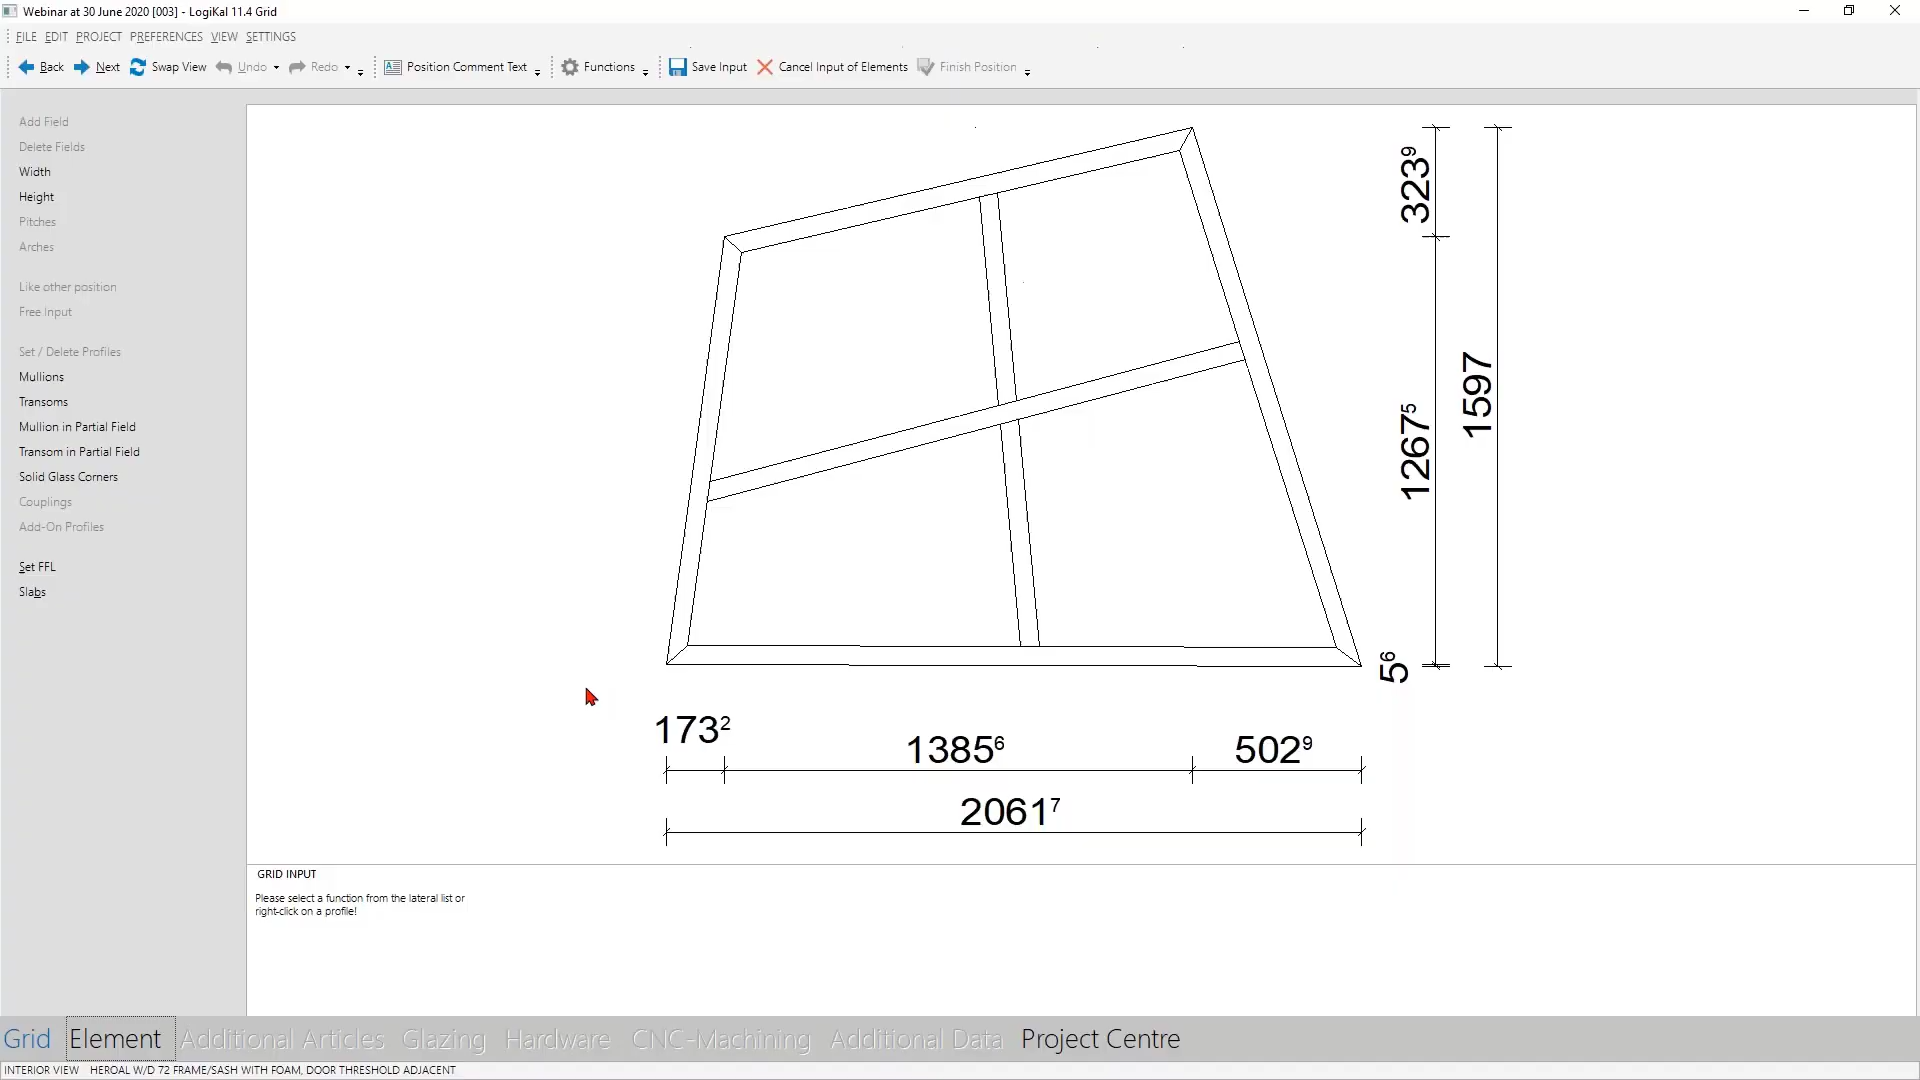 Webinar at 30 June 2020 [003] - LogiKal 11.4 Grid
FILE EDIT PROJECT PREFERENCES VIEW SETTINGS
Back Next Swap View Undo Redo Position Comment Text Functions Save Input Cancel Input of Elements Finish Position
Add Field
Delete Fields
Width
Height
Pitches
Arches
Like other position
Free Input
Set / Delete Profiles
Mullions
Transoms
Mullion in Partial Field
Transom in Partial Field
Solid Glass Corners
Couplings
Add-On Profiles
Set FFL
Slabs
323⁹
1267⁵
1597
5⁶
173²
1385⁶
502⁹
2061⁷
GRID INPUT
Please select a function from the lateral list or
right-click on a profile!
Grid Element Additional Articles Glazing Hardware CNC-Machining Additional Data Project Centre
INTERIOR VIEW HEROAL W/D 72 FRAME/SASH WITH FOAM, DOOR THRESHOLD ADJACENT